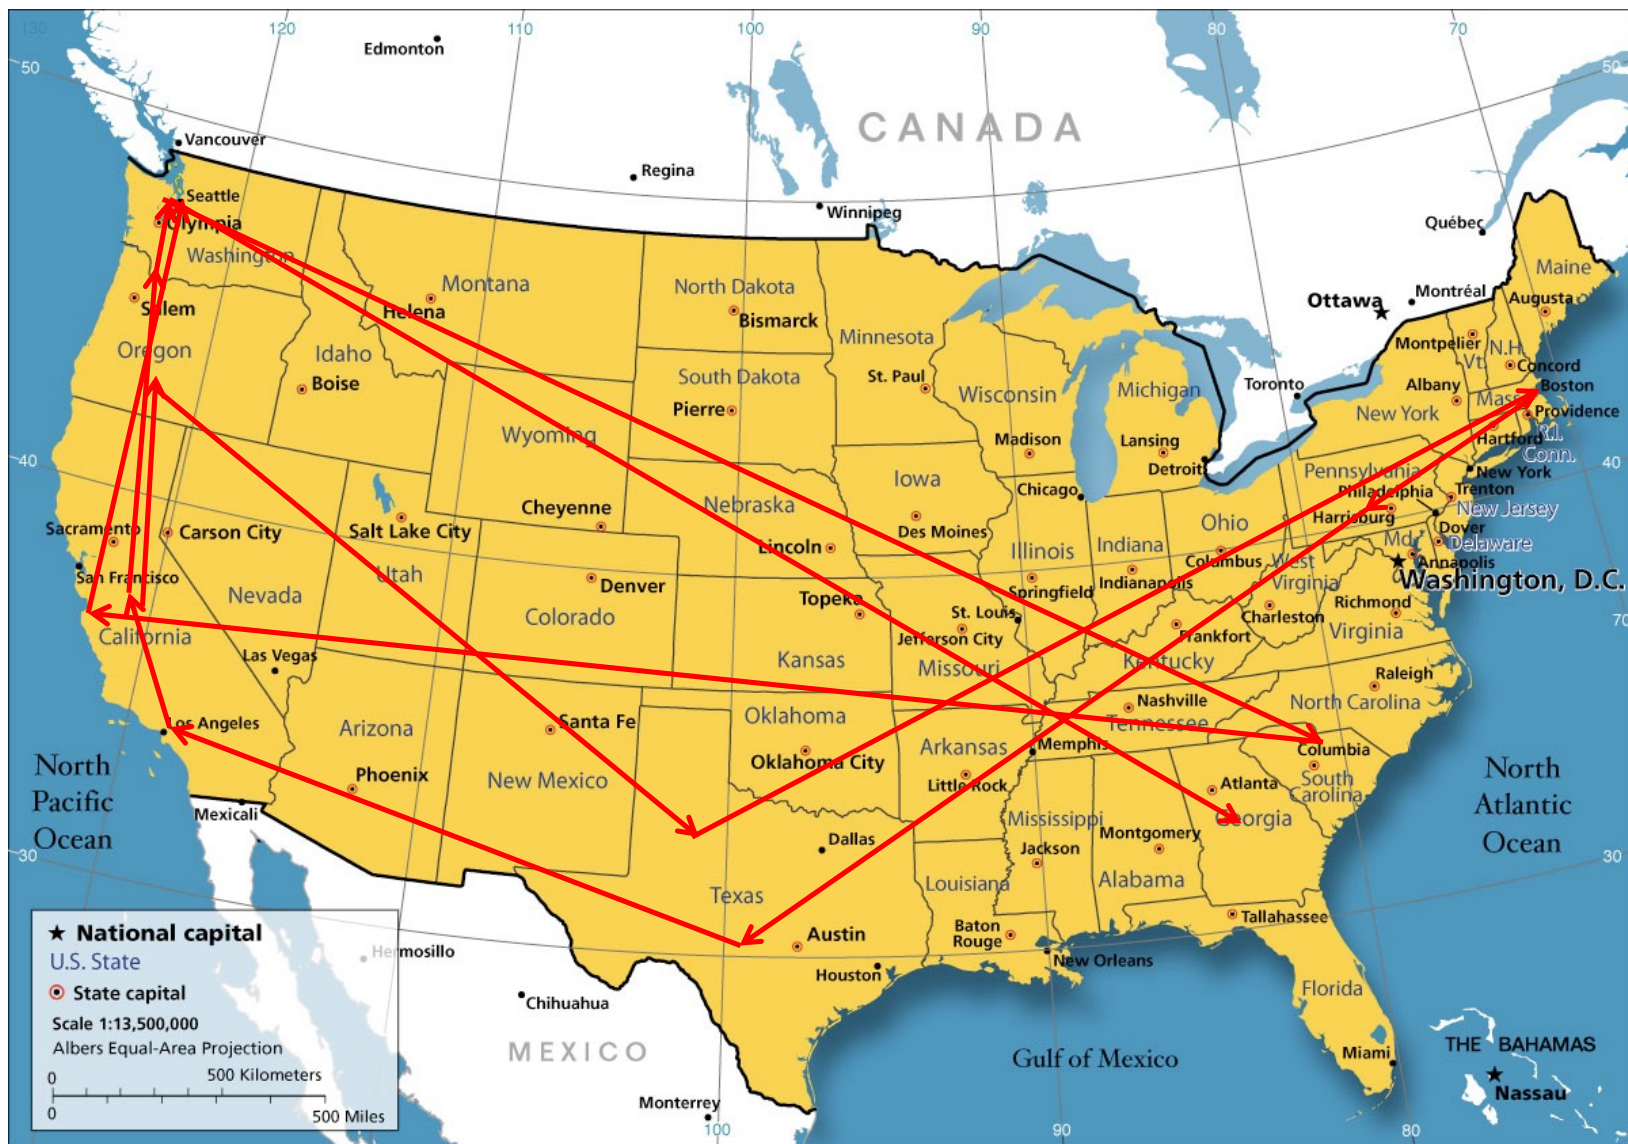 130
120
110
100
90
80
70
50
50
Edmonton
CANADA
Vancouver
Regina
Winnipeg
Québec
Seattle
Olympia
Washington
Montana
North Dakota
Maine
Salem
Helena
Bismarck
Minnesota
Ottawa
Montréal
Augusta
Oregon
Idaho
Boise
South Dakota
Pierre
St. Paul
Wisconsin
Michigan
Toronto
Montpelier
Vt.
N.H.
Concord
Albany
Boston
New York
Mass.
Providence
Hartford
R.I.
Conn.
Wyoming
Madison
Lansing
Detroit
40
40
Iowa
Chicago
Pennsylvania
New York
Philadelphia
Trenton
Harrisburg
New Jersey
Nebraska
Cheyenne
Des Moines
Ohio
Dover
Delaware
Sacramento
Carson City
Salt Lake City
Lincoln
Illinois
Indiana
Columbus
West
Virginia
Md.
Annapolis
San Francisco
Utah
Denver
Springfield
Indianapolis
Washington, D.C.
Nevada
Colorado
Topeka
St. Louis
Jefferson City
Charleston
Richmond
70
California
Frankfort
Virginia
Las Vegas
Kansas
Missouri
Kentucky
Raleigh
Los Angeles
Arizona
Santa Fe
Oklahoma
Nashville
Tennessee
North Carolina
Arkansas
Memphis
Columbia
Phoenix
New Mexico
Oklahoma City
Little Rock
Atlanta
South
Carolina
North
Pacific
Ocean
North
Atlantic
Ocean
Mexicali
Mississippi
Georgia
Dallas
Montgomery
Jackson
30
30
Texas
Louisiana
Alabama
Tallahassee
Baton
Rouge
Austin
Houston
New Orleans
Hermosillo
Chihuahua
Florida
MEXICO
Gulf of Mexico
Miami
THE BAHAMAS
Nassau
Monterrey
100
90
80
National capital
U.S. State
State capital
Scale 1:13,500,000
Albers Equal-Area Projection
0
500 Kilometers
0
500 Miles